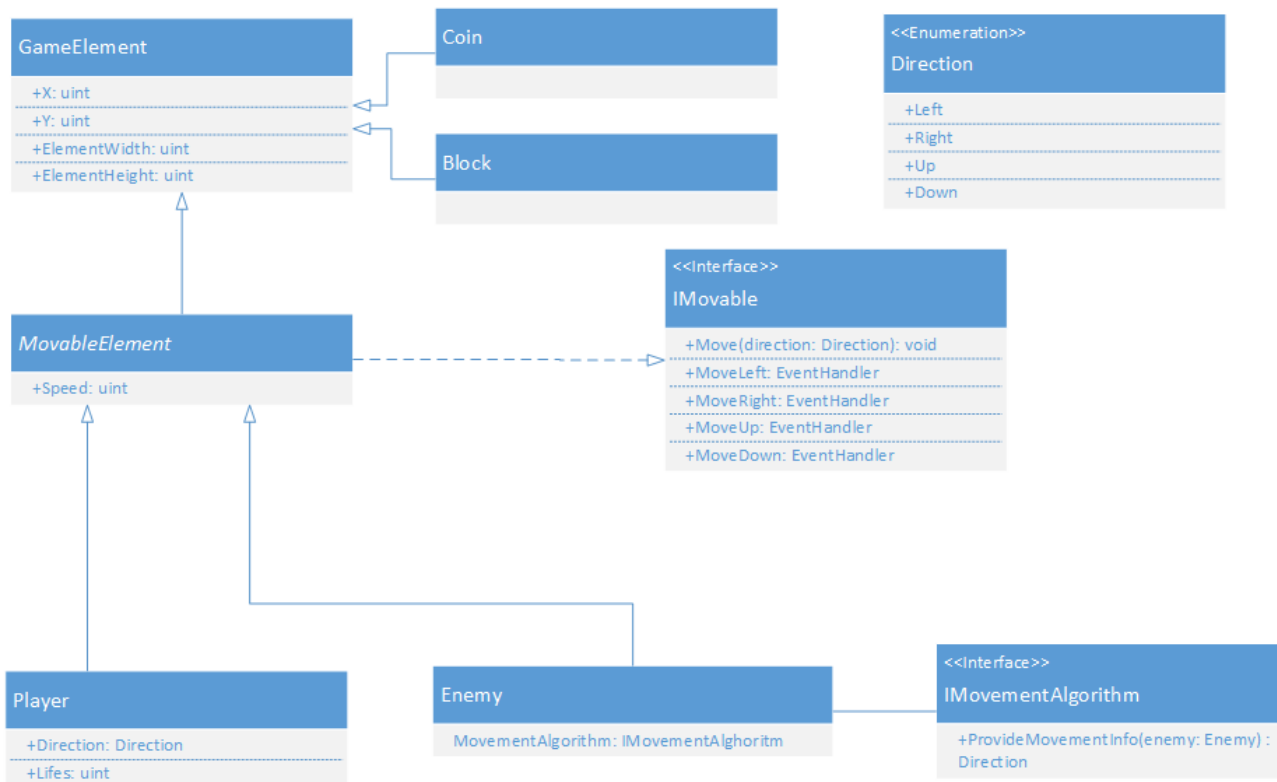 GameElement
+X: uint
+Y: uint
+ElementWidth: uint
+ElementHeight: uint
Coin
Block
<<Enumeration>>
Direction
+Left
+Right
+Up
+Down
MovableElement
+Speed: uint
<<Interface>>
IMovable
+Move(direction: Direction): void
+MoveLeft: EventHandler
+MoveRight: EventHandler
+MoveUp: EventHandler
+MoveDown: EventHandler
Player
+Direction: Direction
+Lifes: uint
Enemy
MovementAlgorithm: IMovementAlghoritm
<<Interface>>
IMovementAlgorithm
+ProvideMovementInfo(enemy: Enemy) :
Direction